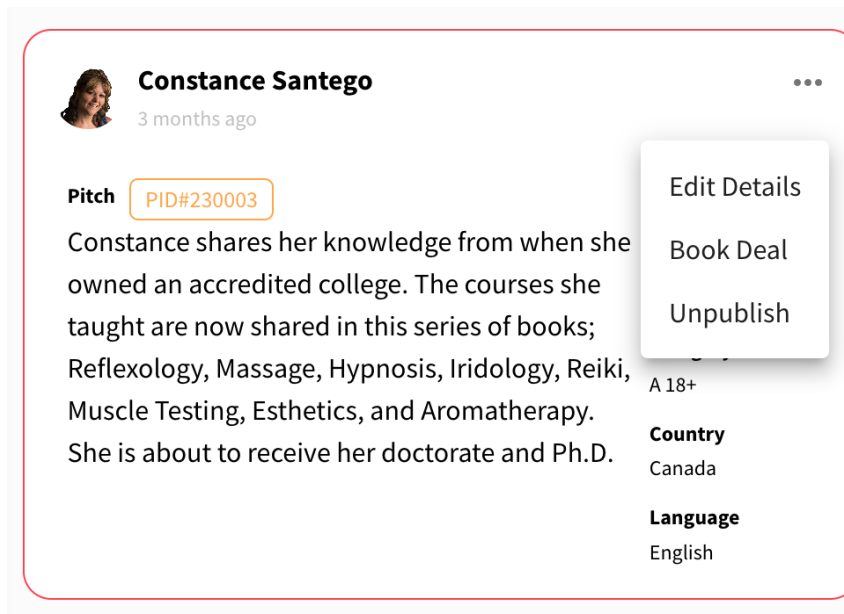 Constance Santego
3 months ago
Pitch
PID#230003
Constance shares her knowledge from when she
owned an accredited college. The courses she
taught are now shared in this series of books;
Reflexology, Massage, Hypnosis, Iridology, Reiki,
Muscle Testing, Esthetics, and Aromatherapy.
She is about to receive her doctorate and Ph.D.
Edit Details
Book Deal
Unpublish
A 18+
Country
Canada
Language
English